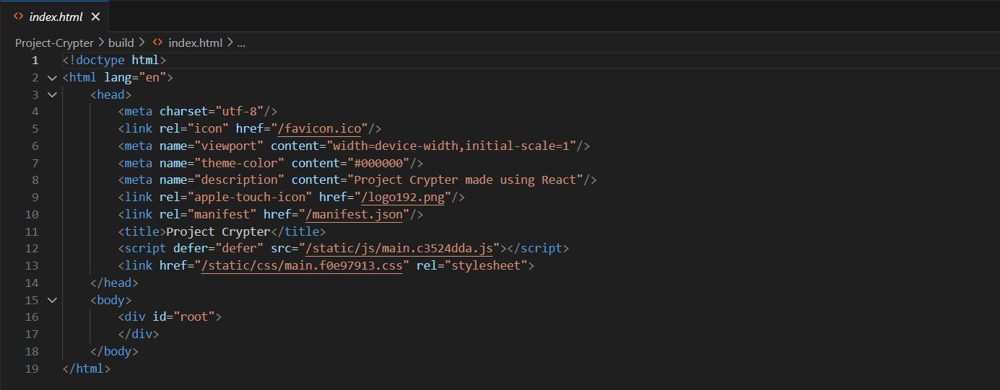 index.html
Project-Crypter > build > index.html > ...
1 <!doctype html>
2 <html lang="en">
3 <head>
4 <meta charset="utf-8"/>
5 <link rel="icon" href="/favicon.ico"/>
6 <meta name="viewport" content="width=device-width,initial-scale=1"/>
7 <meta name="theme-color" content="#000000"/>
8 <meta name="description" content="Project Crypter made using React"/>
9 <link rel="apple-touch-icon" href="/logo192.png"/>
10 <link rel="manifest" href="/manifest.json"/>
11 <title>Project Crypter</title>
12 <script defer="defer" src="/static/js/main.c3524dda.js"></script>
13 <link href="/static/css/main.f0e97913.css" rel="stylesheet">
14 </head>
15 <body>
16 <div id="root">
17 </div>
18 </body>
19 </html>